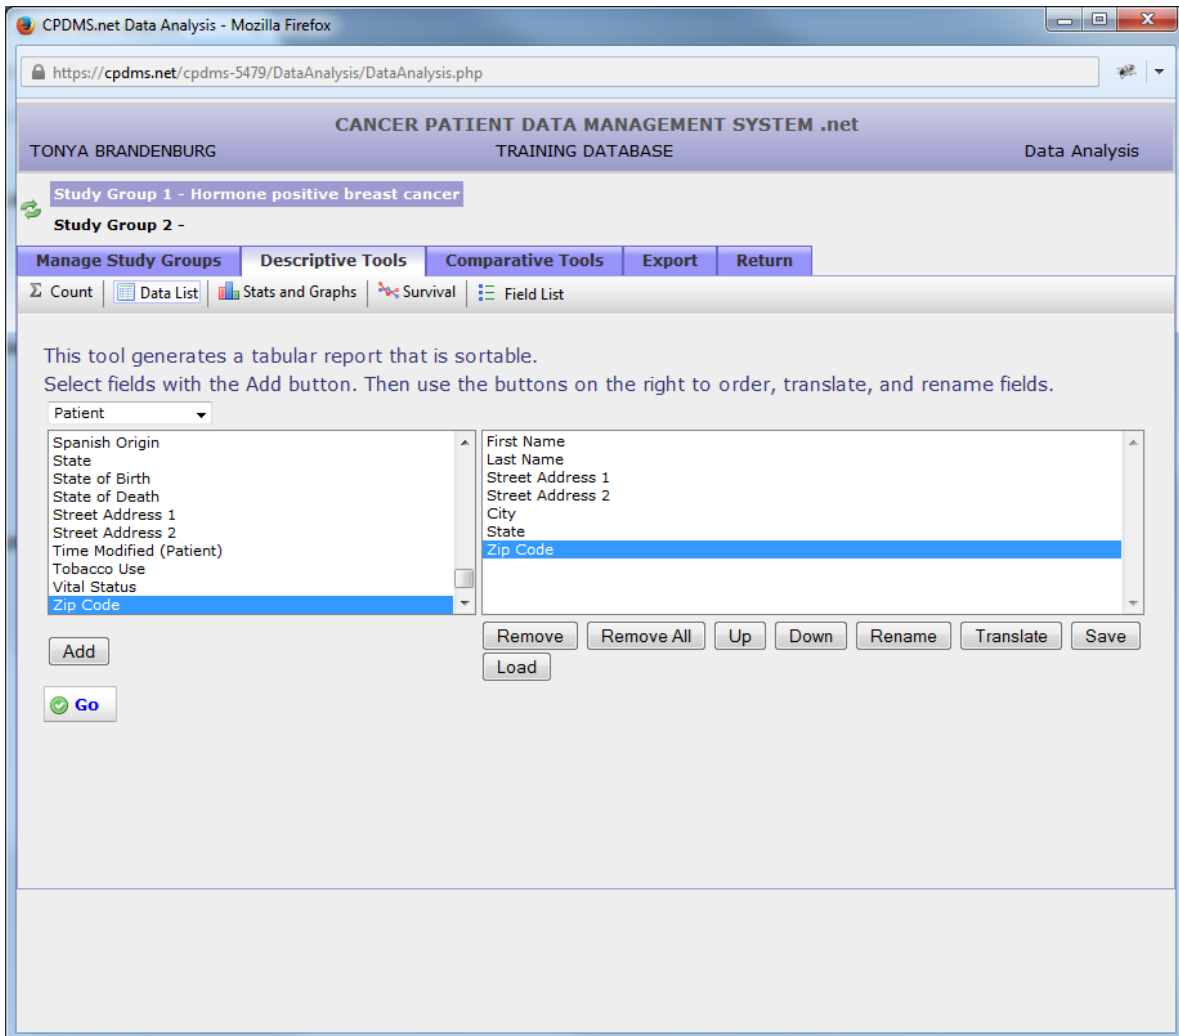 CPDMS.net Data Analysis - Mozilla Firefox
https://cpdms.net/cpdms-5479/DataAnalysis/DataAnalysis.php
CANCER PATIENT DATA MANAGEMENT SYSTEM .net
TONYA BRANDENBURG TRAINING DATABASE Data Analysis
Study Group 1 - Hormone positive breast cancer
Study Group 2 -
Manage Study Groups Descriptive Tools Comparative Tools Export Return
Σ Count Data List Stats and Graphs Survival Field List
This tool generates a tabular report that is sortable.
Select fields with the Add button. Then use the buttons on the right to order, translate, and rename fields.
Patient
Spanish Origin
State
State of Birth
State of Death
Street Address 1
Street Address 2
Time Modified (Patient)
Tobacco Use
Vital Status
Zip Code
First Name
Last Name
Street Address 1
Street Address 2
City
State
Zip Code
Add
Remove Remove All Up Down Rename Translate Save
Load
Go